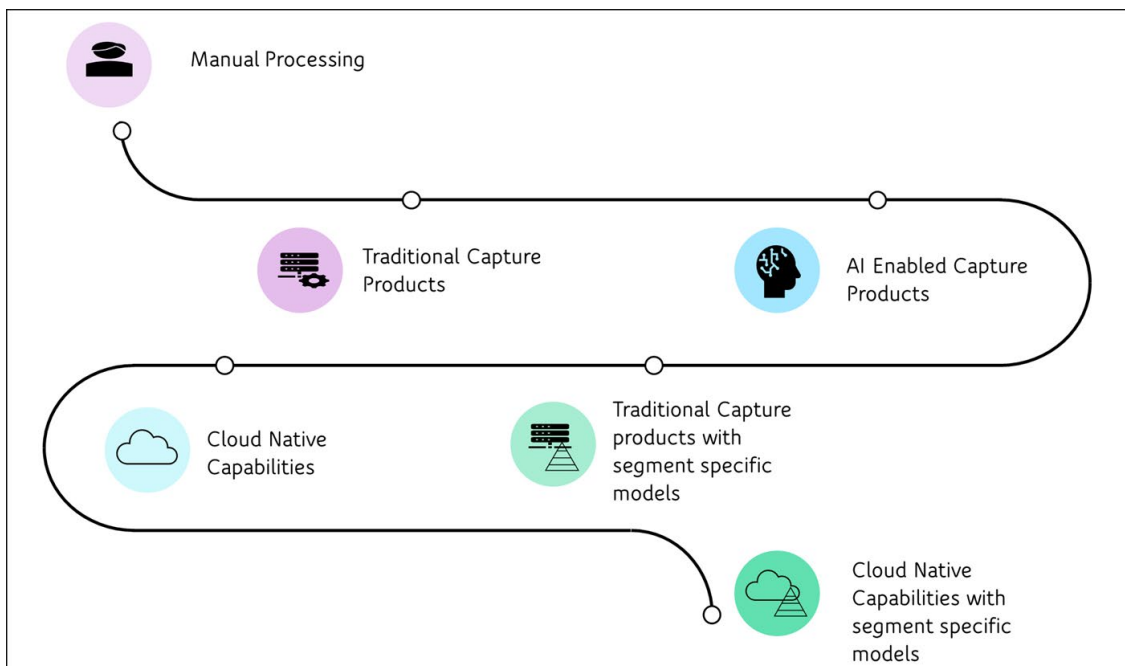 Manual Processing
Traditional Capture
Products
AI Enabled Capture
Products
Traditional Capture
products with
segment specific
models
Cloud Native
Capabilities
Cloud Native
Capabilities with
segment specific
models